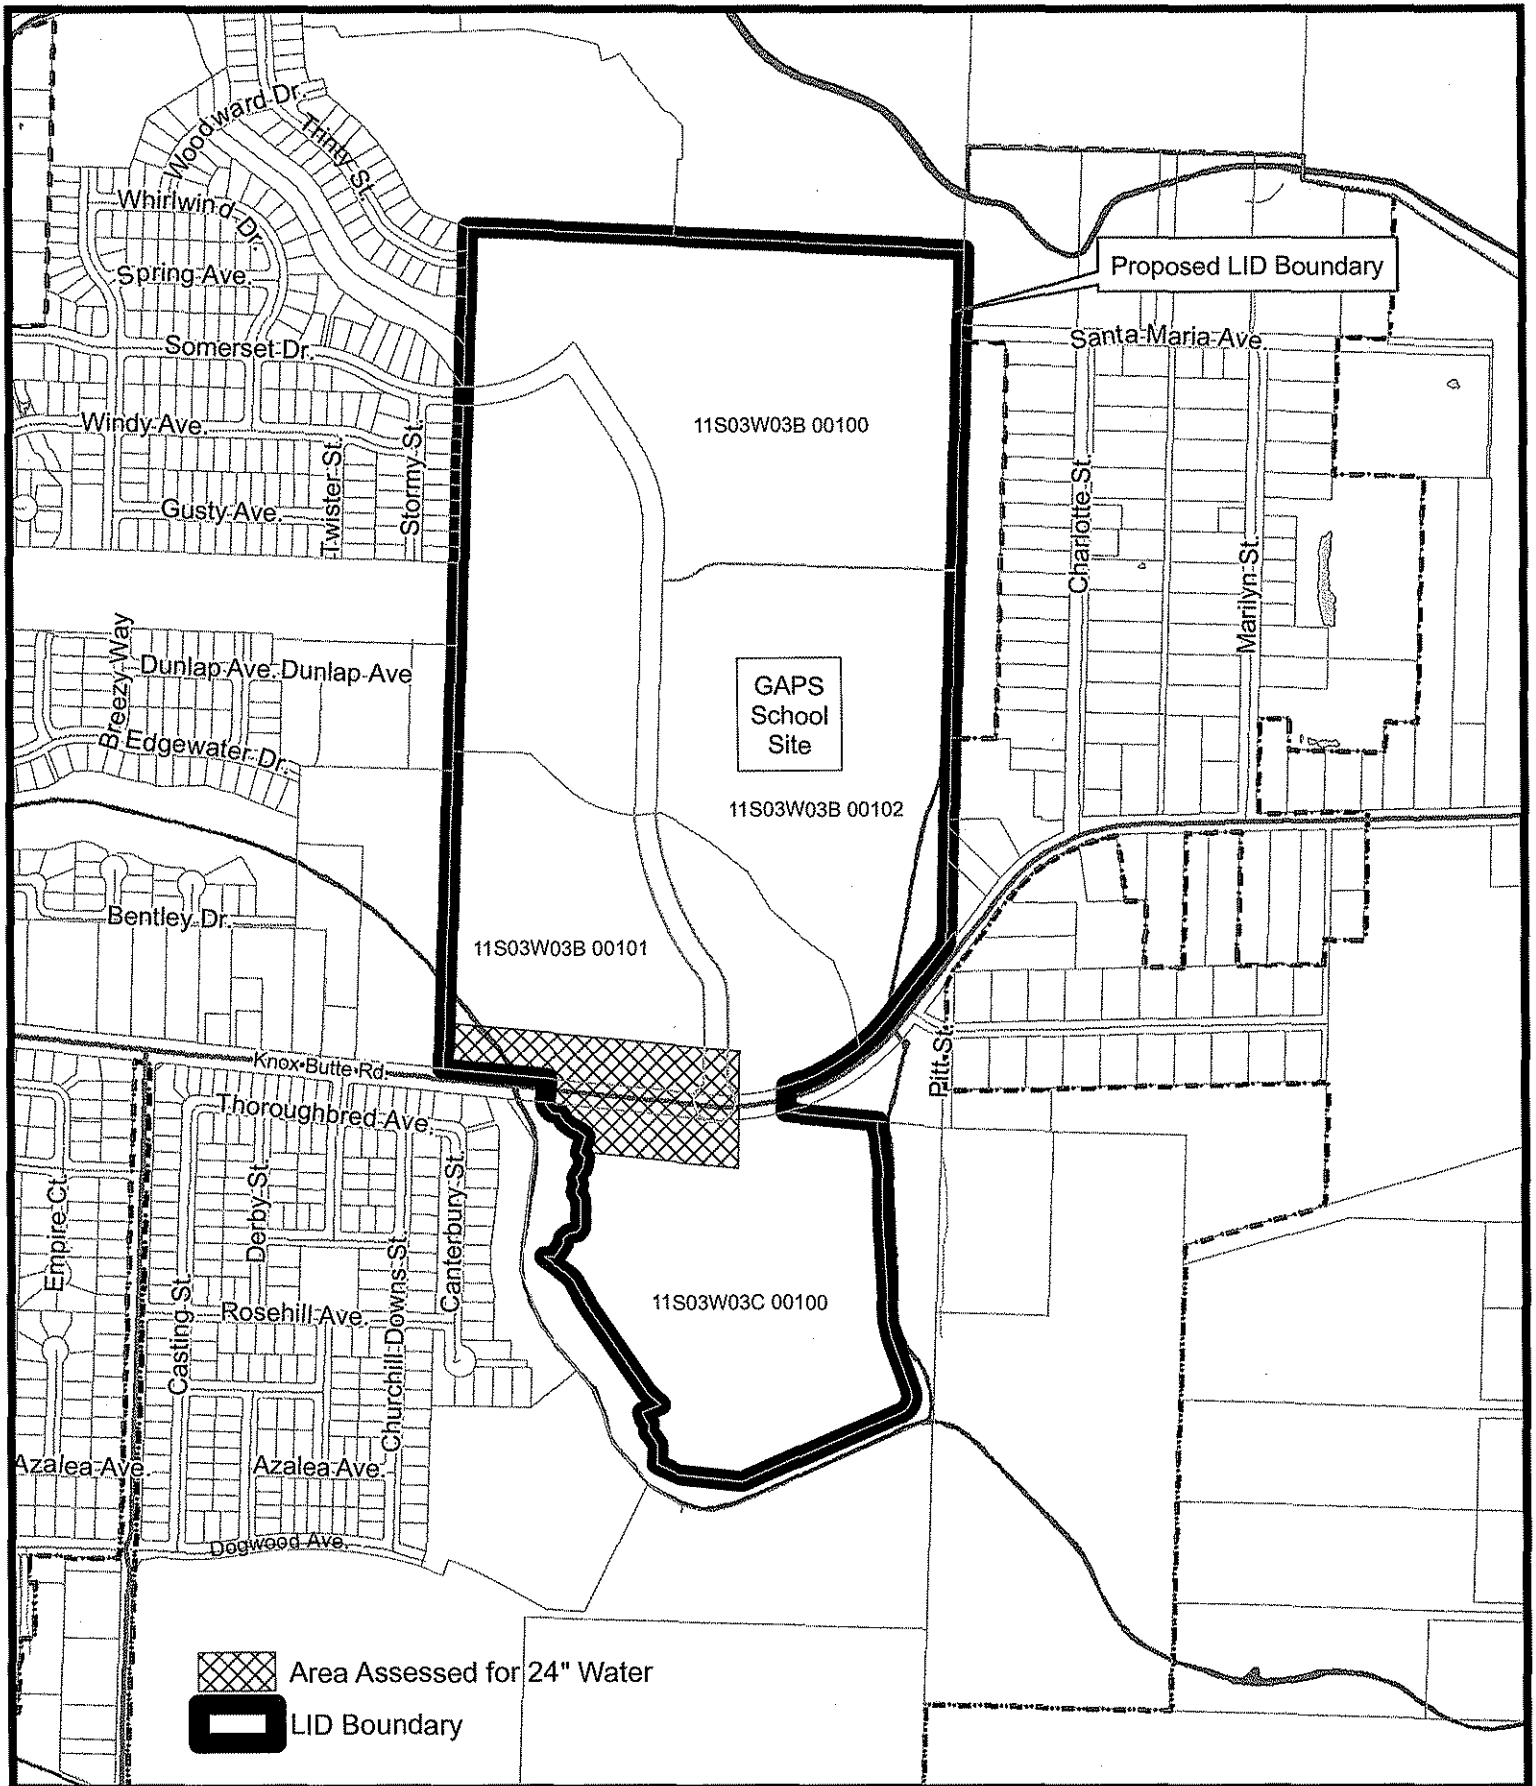 Woodward Dr.
Trinty St.
Whirlwind Dr.
Spring Ave.
Proposed LID Boundary
Somerset Dr.
Santa Maria Ave.
Windy Ave.
11S03W03B 00100
Twister St.
Stormy St.
Gusty Ave.
Charlotte St.
Marilyn St.
Breezy Way
Dunlap Ave.
Dunlap Ave
GAPS
School
Site
Edgewater Dr.
11S03W03B 00102
Bentley Dr.
11S03W03B 00101
Knox Butte Rd.
Pitt St.
Thoroughbred Ave.
Empire Ct.
Derby St.
Canterbury St.
Casting St.
Rosehill Ave.
Churchill Downs St.
11S03W03C 00100
Azalea Ave.
Azalea Ave.
Dogwood Ave.
Area Assessed for 24" Water
LID Boundary